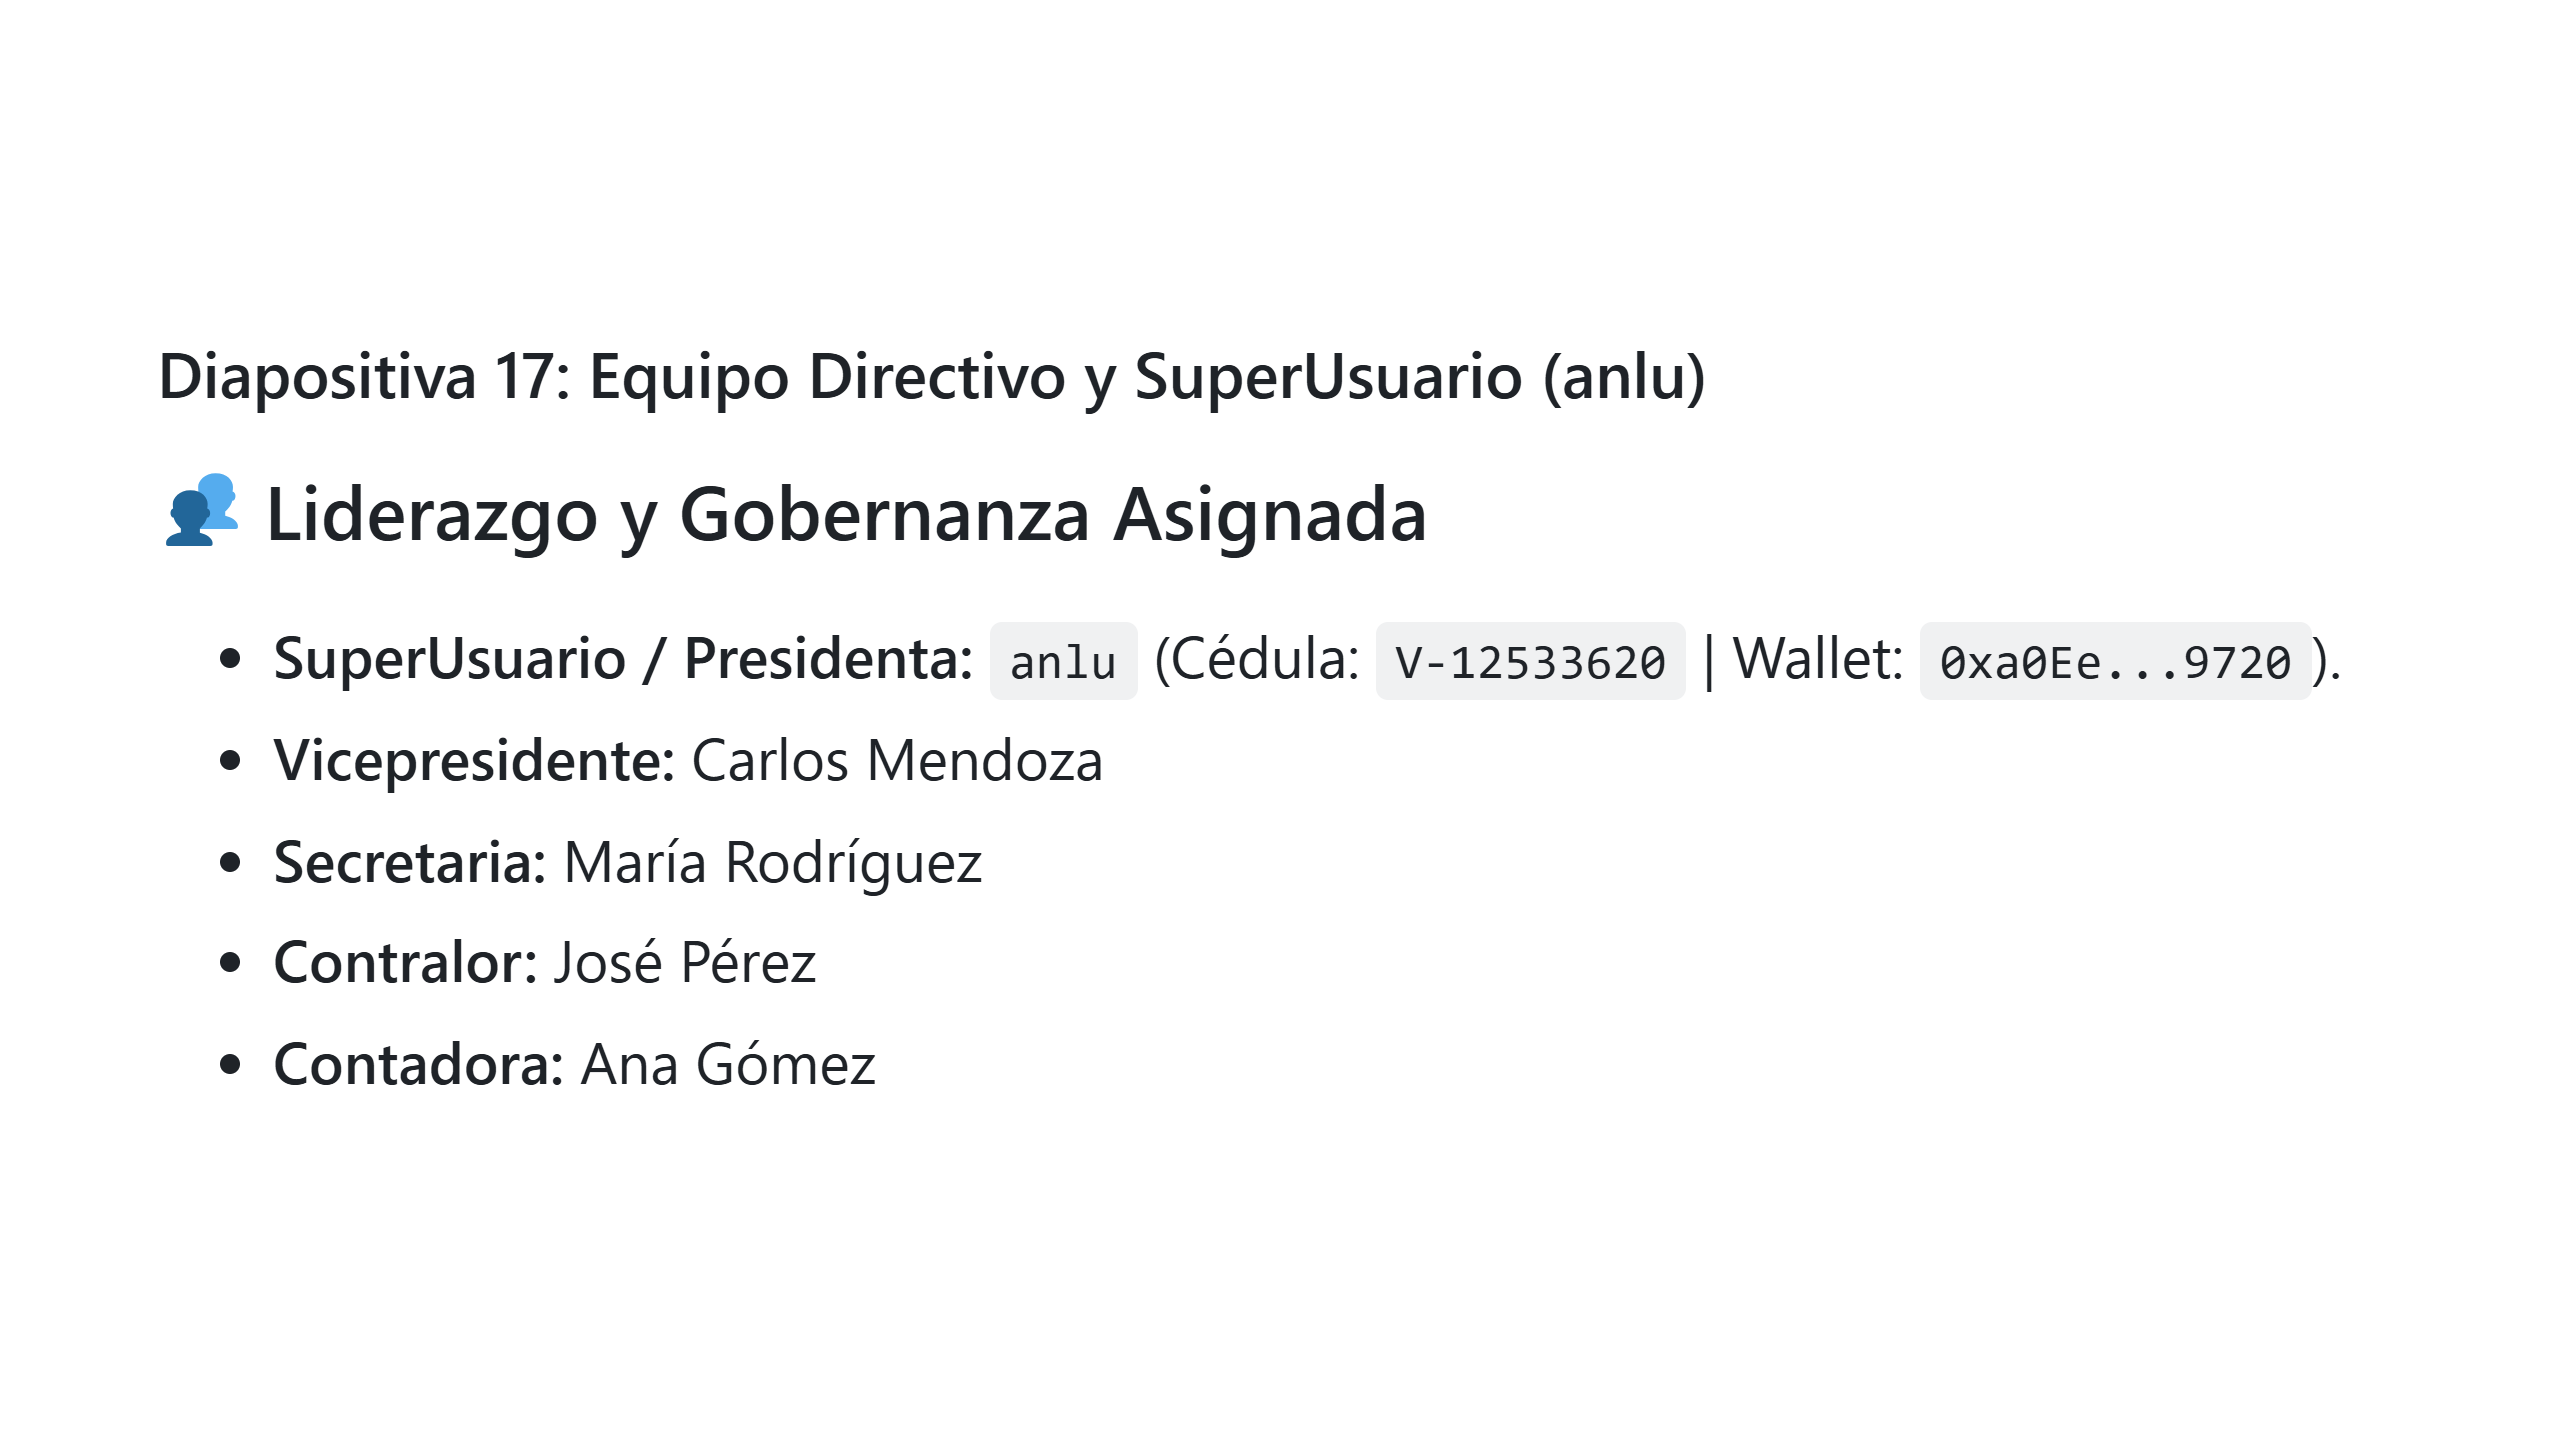 Diapositiva 17: Equipo Directivo y SuperUsuario (anlu)
Liderazgo y Gobernanza Asignada
• SuperUsuario / Presidenta: anlu (Cédula: V-12533620 | Wallet: 0xa0Ee...9720).
• Vicepresidente: Carlos Mendoza
• Secretaria: María Rodríguez
• Contralor: José Pérez
• Contadora: Ana Gómez